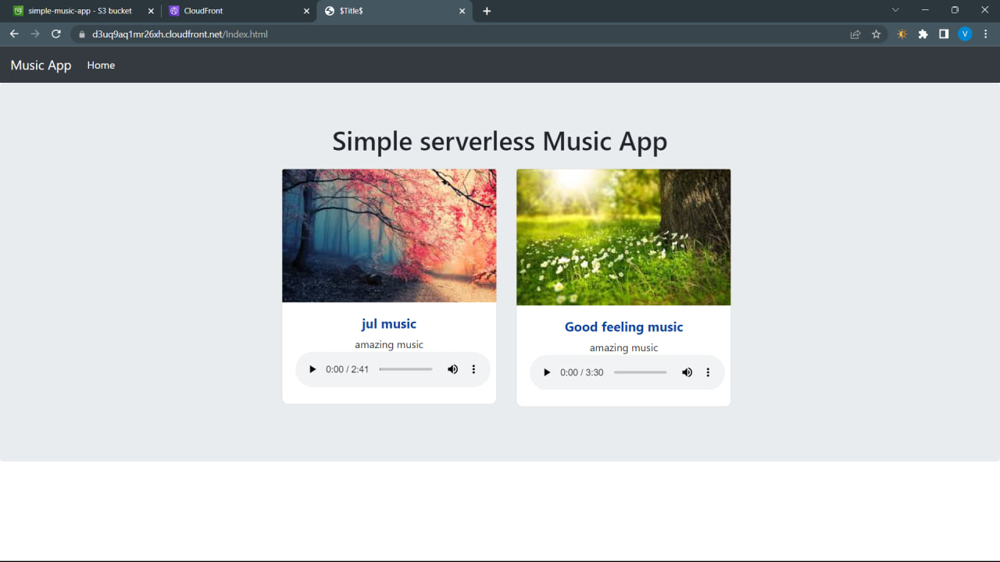 simple-music-app - S3 bucket
CloudFront
$Title$
d3uq9aq1mr26xh.cloudfront.net/Index.html
V
Music App
Home
Simple serverless Music App
jul music
amazing music
0:00 / 2:41
Good feeling music
amazing music
0:00 / 3:30